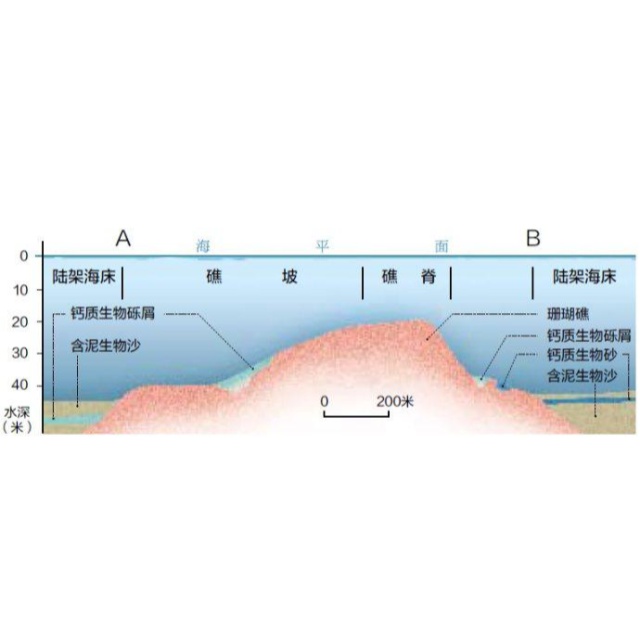 A
B
海 平 面
0
陆架海床
礁 坡
礁 脊
陆架海床
10
钙质生物砾屑
珊瑚礁
20
钙质生物砾屑
含泥生物沙
30
钙质生物砂
含泥生物沙
40
0 200米
水深
（米）